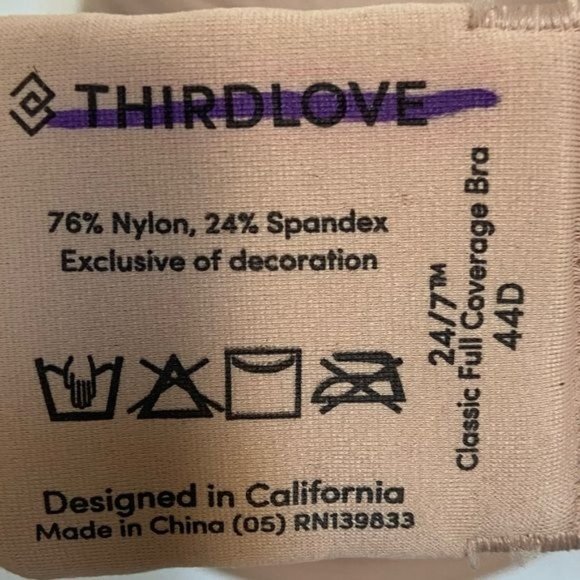 THIRDLOVE
76% Nylon, 24% Spandex
Exclusive of decoration
Designed in California
Made in China (05) RN139833
24/7™
Classic Full Coverage Bra
44D